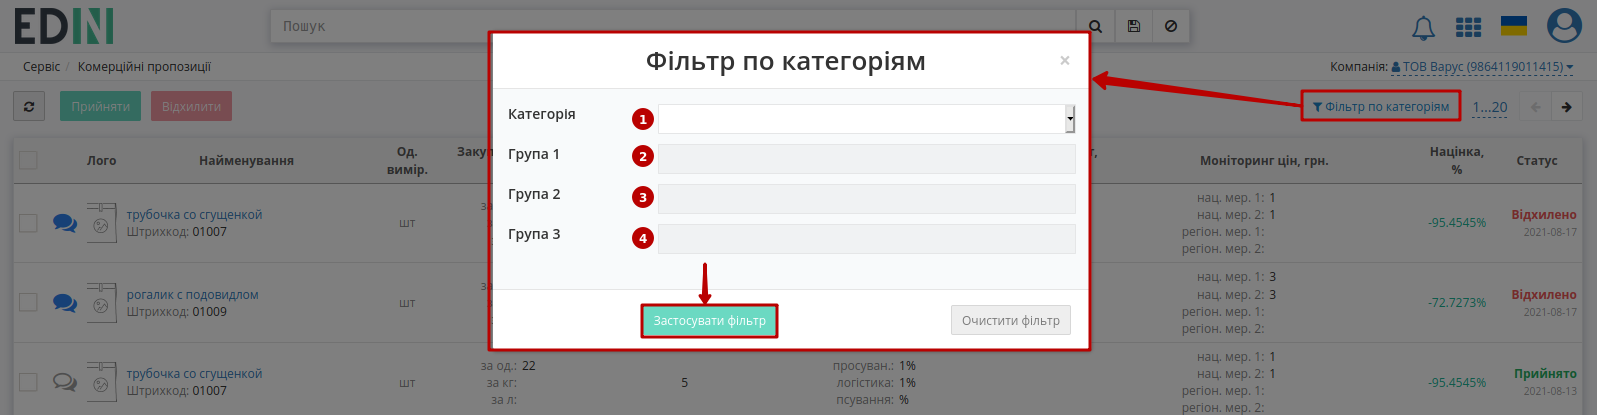 EDIN
Пошук
Сервіс / Комерційні пропозиції
Компанія: ТОВ Варус (9864119011415)
Прийняти
Відхилити
Фільтр по категоріям
1...20
Фільтр по категоріям
×
Категорія
1
Група 1
2
Група 2
3
Група 3
4
Застосувати фільтр
Очистити фільтр
Лого
Найменування
Од. вимір.
Моніторинг цін, грн.
Націнка, %
Статус
трубочка со сгущенкой
Штрихкод: 01007
шт
нац. мер. 1: 1
нац. мер. 2: 1
регіон. мер. 1:
регіон. мер. 2:
-95.4545%
Відхилено
2021-08-17
рогалик с подовидлом
Штрихкод: 01009
шт
нац. мер. 1: 3
нац. мер. 2: 3
регіон. мер. 1:
регіон. мер. 2:
-72.7273%
Відхилено
2021-08-17
трубочка со сгущенкой
Штрихкод: 01007
шт
за од.: 22
за кг:
за л:
5
просуван.: 1%
логістика: 1%
псування: %
нац. мер. 1: 1
нац. мер. 2: 1
регіон. мер. 1:
регіон. мер. 2:
-95.4545%
Прийнято
2021-08-13